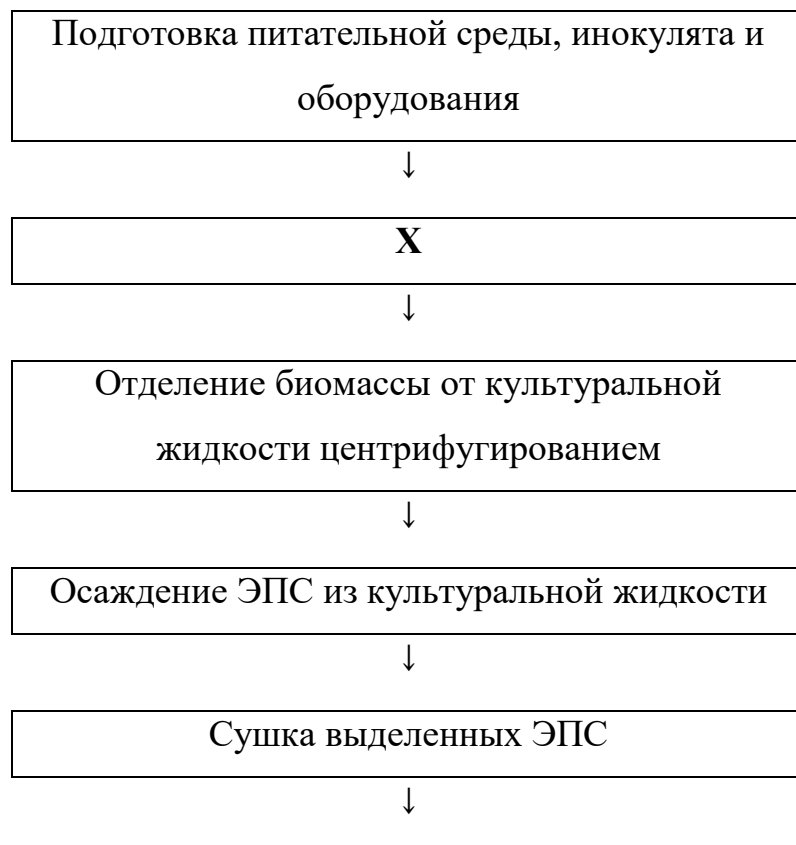 Подготовка питательной среды, инокулята и
оборудования
↓
Х
↓
Отделение биомассы от культуральной
жидкости центрифугированием
↓
Осаждение ЭПС из культуральной жидкости
↓
Сушка выделенных ЭПС
↓